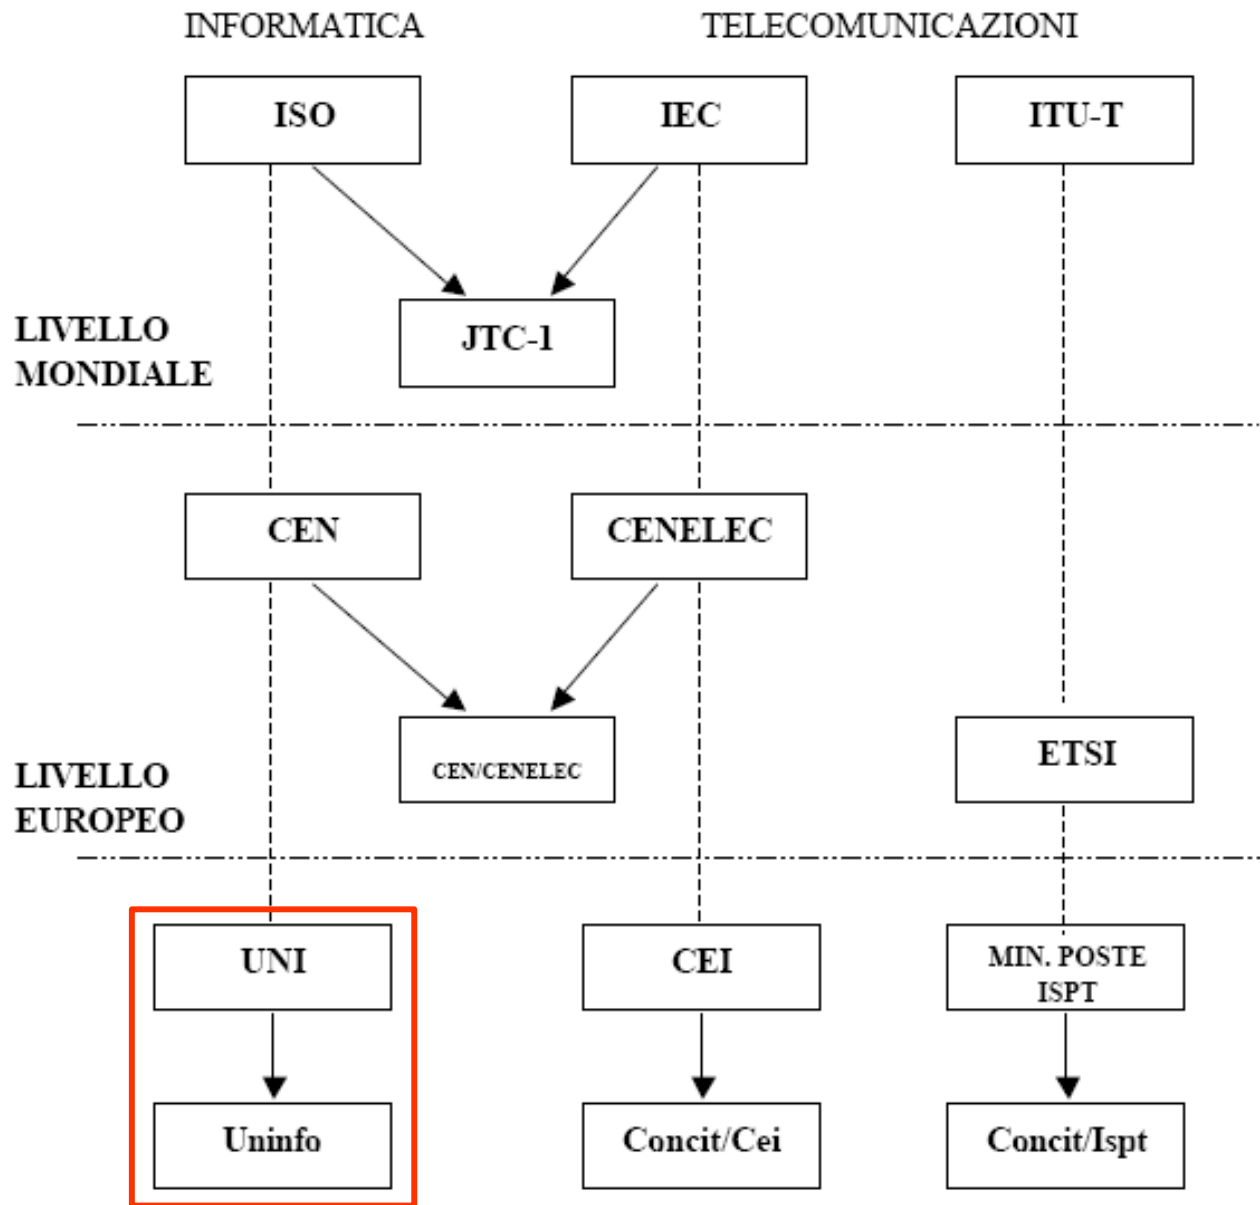 INFORMATICA TELECOMUNICAZIONI
ISO IEC ITU-T
JTC-1
LIVELLO
MONDIALE
CEN CENELEC
CEN/CENELEC ETSI
LIVELLO
EUROPEO
UNI CEI MIN. POSTE
ISPT
Uninfo Concit/Cei Concit/Ispt